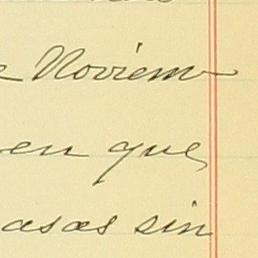 Noviem
en que,
asas sin